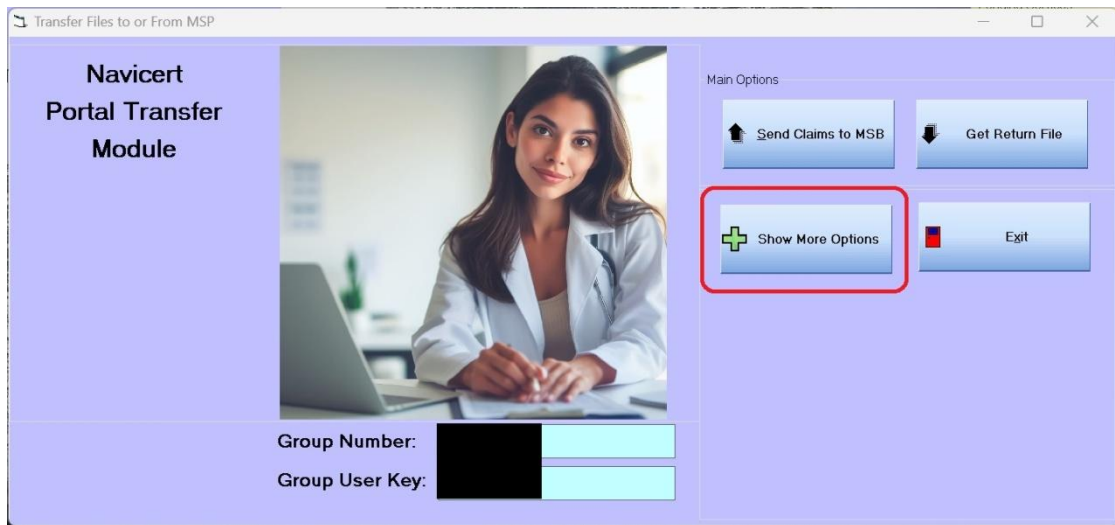 Transfer Files to or From MSP
Navicert
Portal Transfer
Module
Main Options
Send Claims to MSB
Get Return File
Show More Options
Exit
Group Number:
Group User Key: